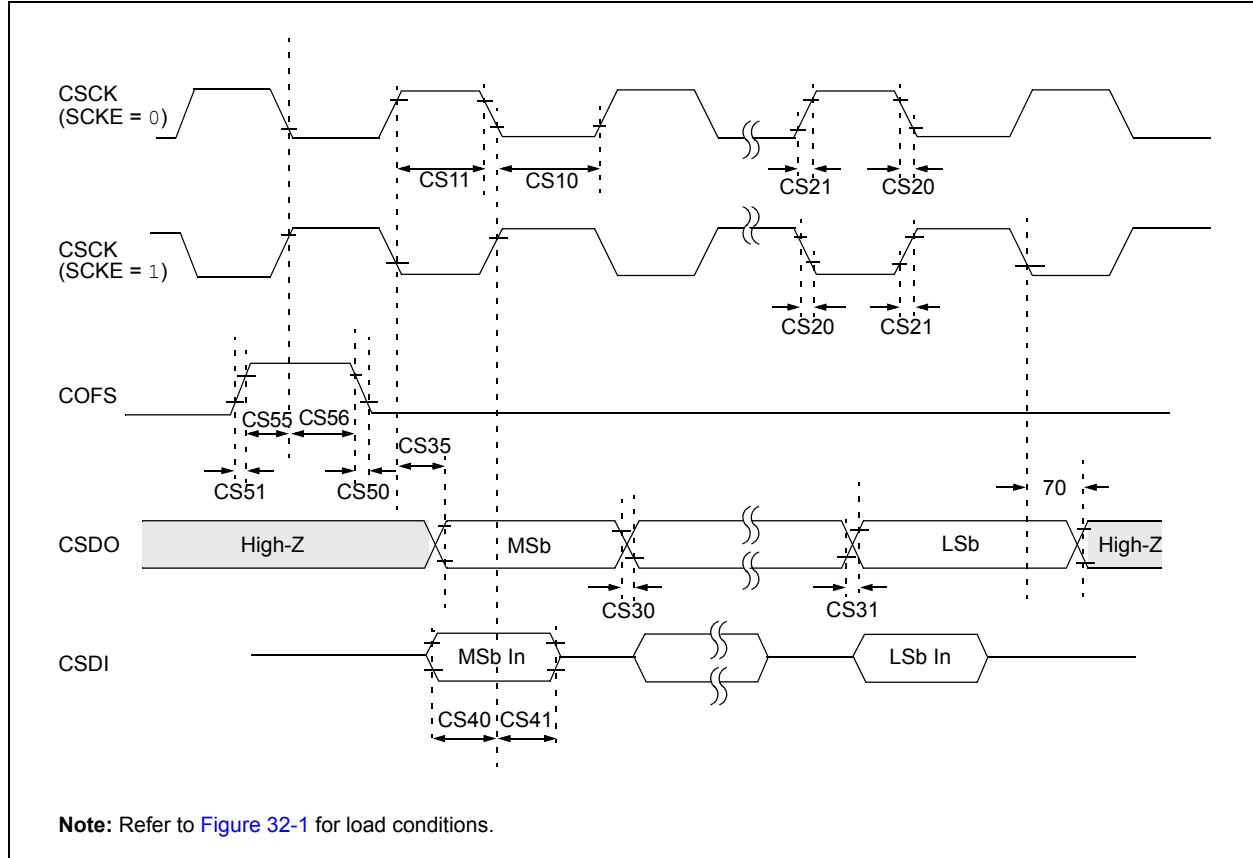 CSCK
(SCKE = 0)
CS11
CS10
CS21
CS20
CSCK
(SCKE = 1)
CS20
CS21
COFS
CS55
CS56
CS35
CS51
CS50
70
CSDO
High-Z
MSb
LSb
High-Z
CS30
CS31
CSDI
MSb In
LSb In
CS40
CS41
Note: Refer to Figure 32-1 for load conditions.